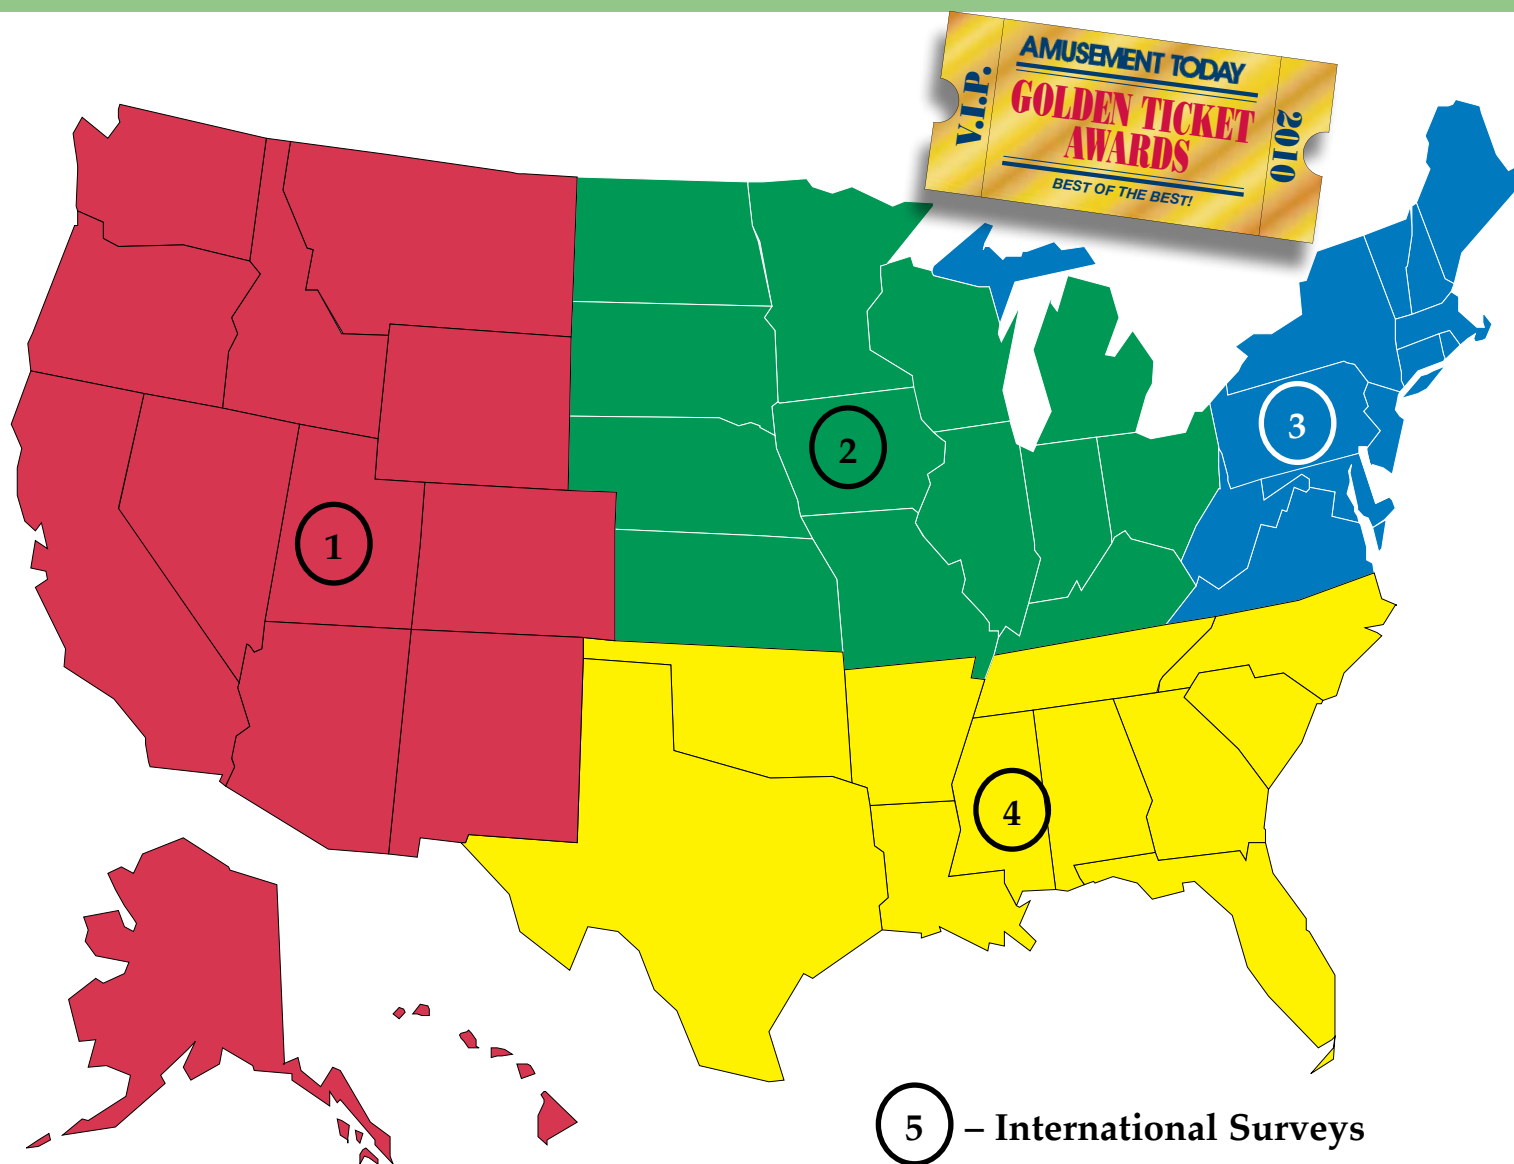 V.I.P.
AMUSEMENT TODAY
GOLDEN TICKET
AWARDS
BEST OF THE BEST!
2010
1
2
3
4
5 – International Surveys